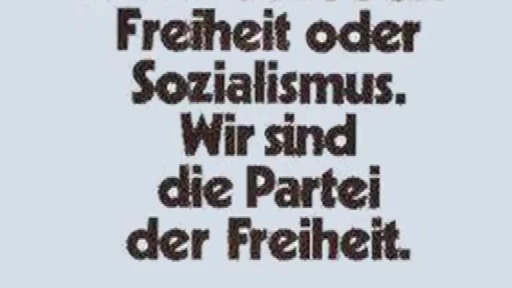 Freiheit oder
Sozialismus.
Wir sind
die Partei
der Freiheit.